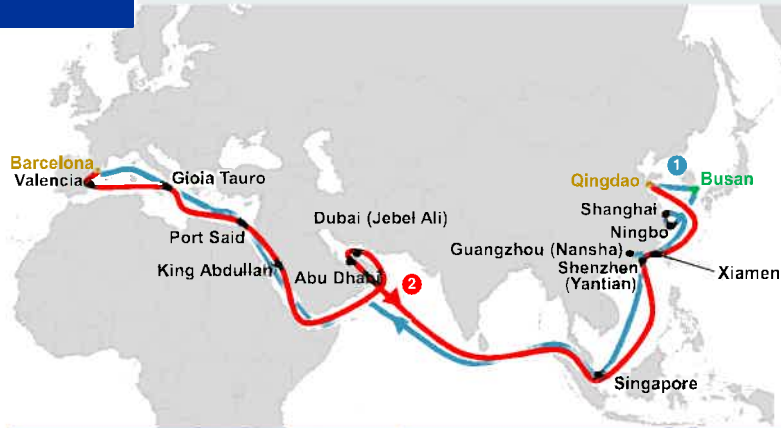 Barcelona
Valencia
Gioia Tauro
Port Said
King Abdullah
Dubai (Jebel Ali)
Abu Dhabi
2
1
Qingdao
Busan
Shanghai
Ningbo
Guangzhou (Nansha)
Shenzhen
(Yantian)
Xiamen
Singapore